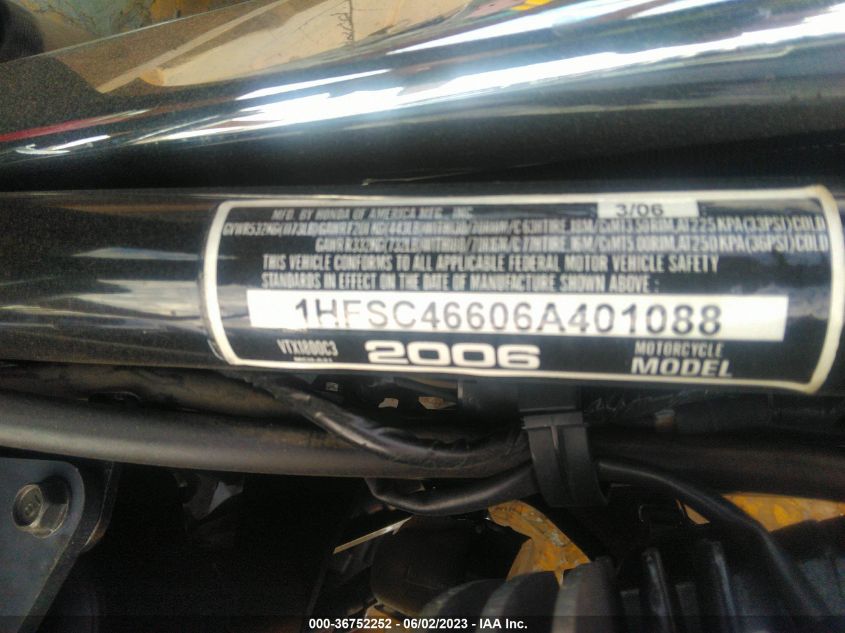 MFD. BY HONDA OF AMERICA MFG., INC. 3/06
THIS VEHICLE CONFORMS TO ALL APPLICABLE FEDERAL MOTOR VEHICLE SAFETY
STANDARDS IN EFFECT ON THE DATE OF MANUFACTURE SHOWN ABOVE :
1HFSC46606A401088
VTX1800C3 2006 MOTORCYCLE
MODEL
000-36752252 - 06/02/2023 - IAA Inc.